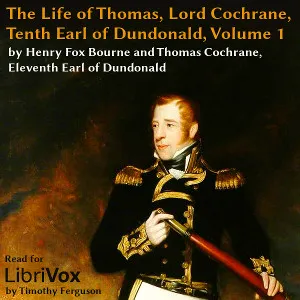 The Life of Thomas, Lord Cochrane,
Tenth Earl of Dundonald, Volume 1
by Henry Fox Bourne and Thomas Cochrane,
Eleventh Earl of Dundonald
Read for
LibriVox
by Timothy Ferguson